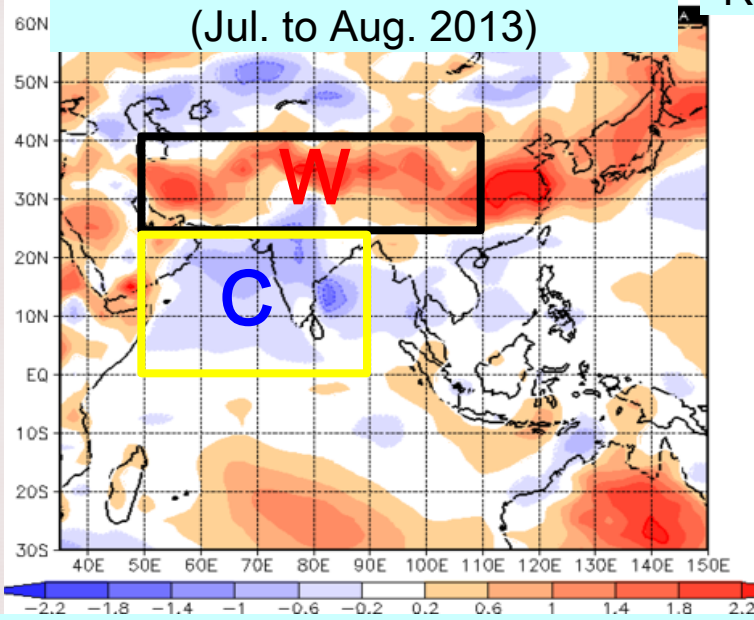 (Jul. to Aug. 2013)
A
60N
50N
40N
W
30N
20N
C
10N
EQ
10S
20S
30S
40E 50E 60E 70E 80E 90E 100E 110E 120E 130E 140E 150E
−2.2 −1.8 −1.4 −1 −0.6 −0.2 0.2 0.6 1 1.4 1.8 2.2